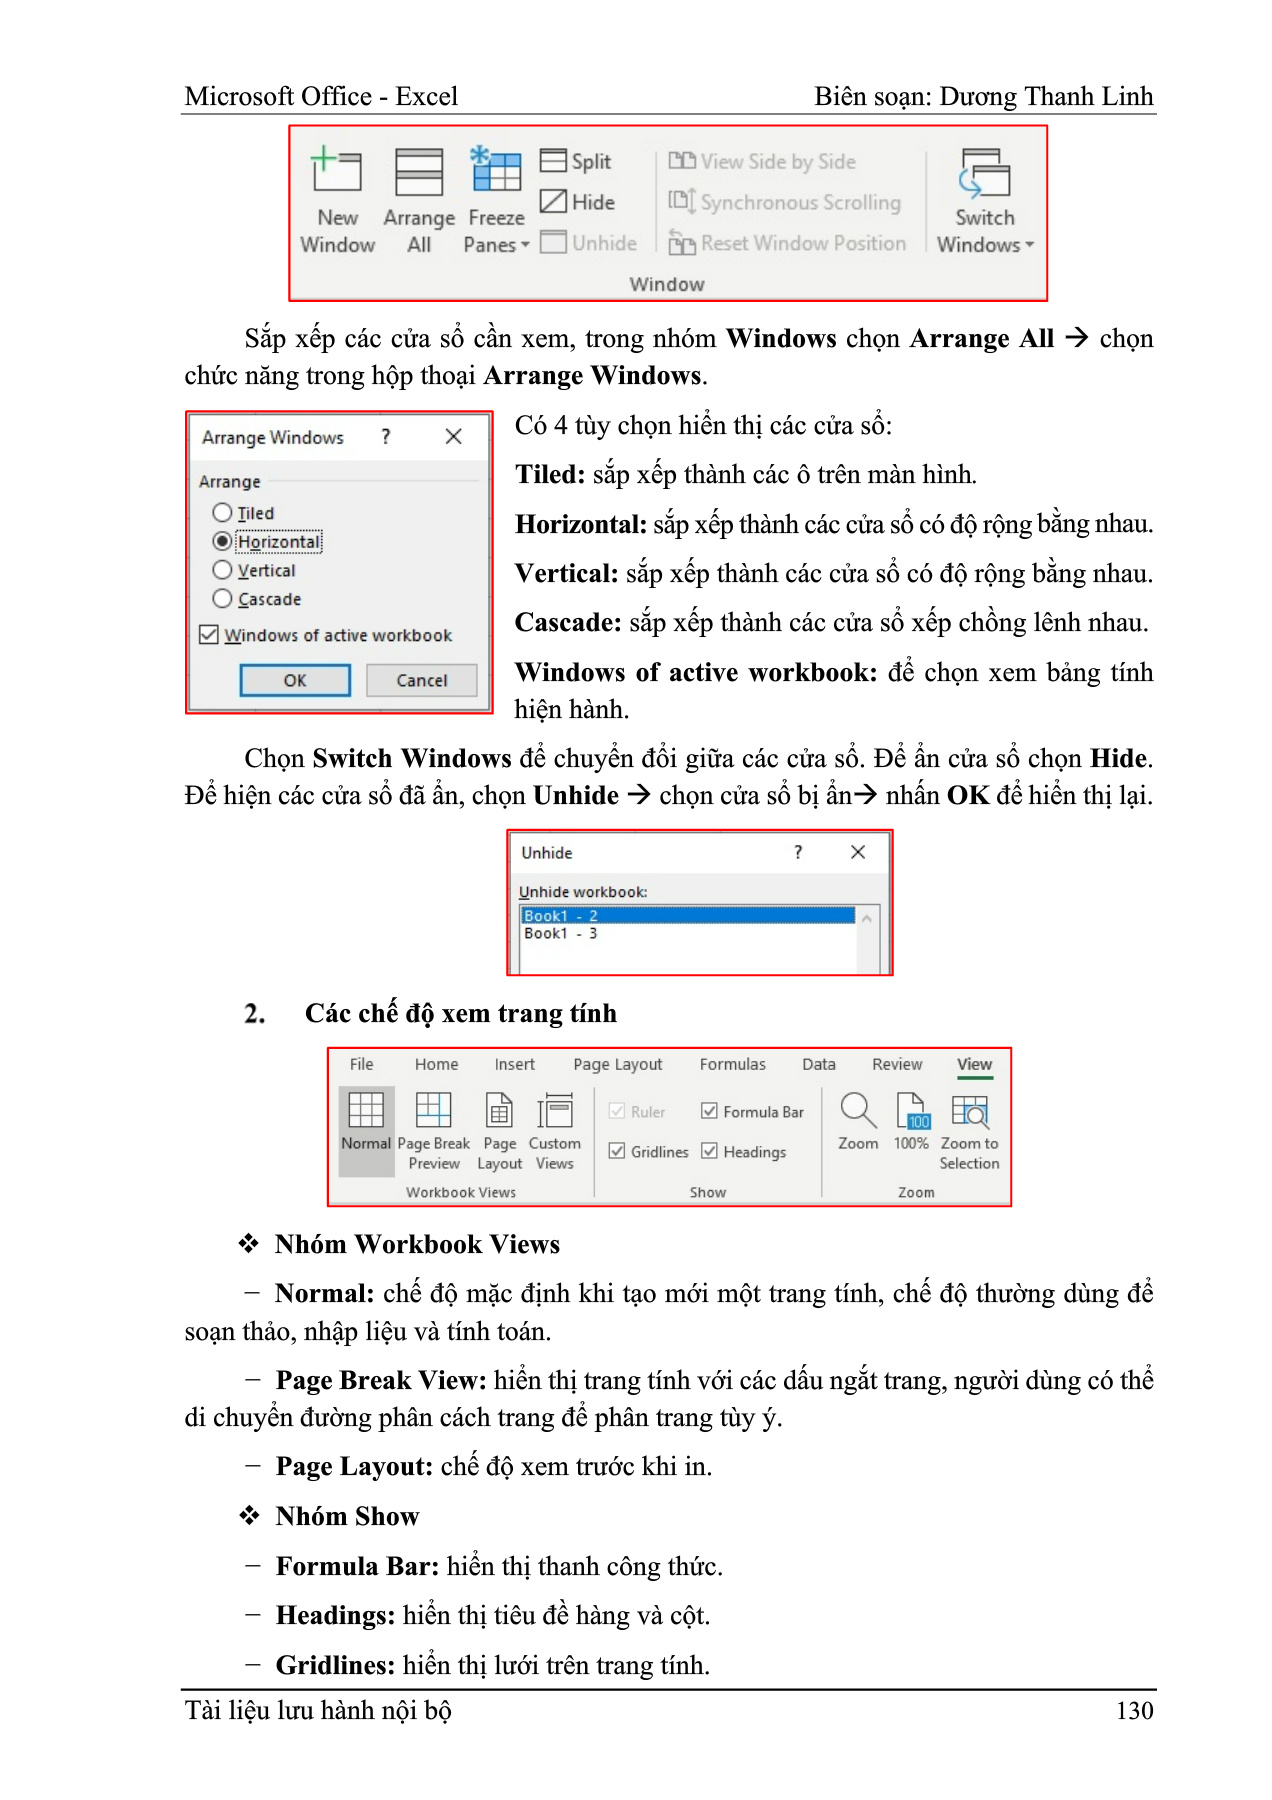 Microsoft Office - Excel Biên soạn: Dương Thanh Linh
New Window
Arrange All
Freeze Panes
Split
Hide
Unhide
View Side by Side
Synchronous Scrolling
Reset Window Position
Switch Windows
Window
Sắp xếp các cửa sổ cần xem, trong nhóm Windows chọn Arrange All → chọn
chức năng trong hộp thoại Arrange Windows.
Arrange Windows ? ×
Arrange
Tiled
Horizontal
Vertical
Cascade
Windows of active workbook
OK Cancel
Có 4 tùy chọn hiển thị các cửa sổ:
Tiled: sắp xếp thành các ô trên màn hình.
Horizontal: sắp xếp thành các cửa sổ có độ rộng bằng nhau.
Vertical: sắp xếp thành các cửa sổ có độ rộng bằng nhau.
Cascade: sắp xếp thành các cửa sổ xếp chồng lênh nhau.
Windows of active workbook: để chọn xem bảng tính
hiện hành.
Chọn Switch Windows để chuyển đổi giữa các cửa sổ. Để ẩn cửa sổ chọn Hide.
Để hiện các cửa sổ đã ẩn, chọn Unhide → chọn cửa sổ bị ẩn→ nhấn OK để hiển thị lại.
Unhide ? ×
Unhide workbook:
Book1 - 2
Book1 - 3
2. Các chế độ xem trang tính
File Home Insert Page Layout Formulas Data Review View
Normal
Page Break Preview
Page Layout
Custom Views
Workbook Views
Ruler
Formula Bar
Gridlines
Headings
Show
Zoom
100
100%
Zoom to Selection
Zoom
❖ Nhóm Workbook Views
− Normal: chế độ mặc định khi tạo mới một trang tính, chế độ thường dùng để
soạn thảo, nhập liệu và tính toán.
− Page Break View: hiển thị trang tính với các dấu ngắt trang, người dùng có thể
di chuyển đường phân cách trang để phân trang tùy ý.
− Page Layout: chế độ xem trước khi in.
❖ Nhóm Show
− Formula Bar: hiển thị thanh công thức.
− Headings: hiển thị tiêu đề hàng và cột.
− Gridlines: hiển thị lưới trên trang tính.
Tài liệu lưu hành nội bộ 130